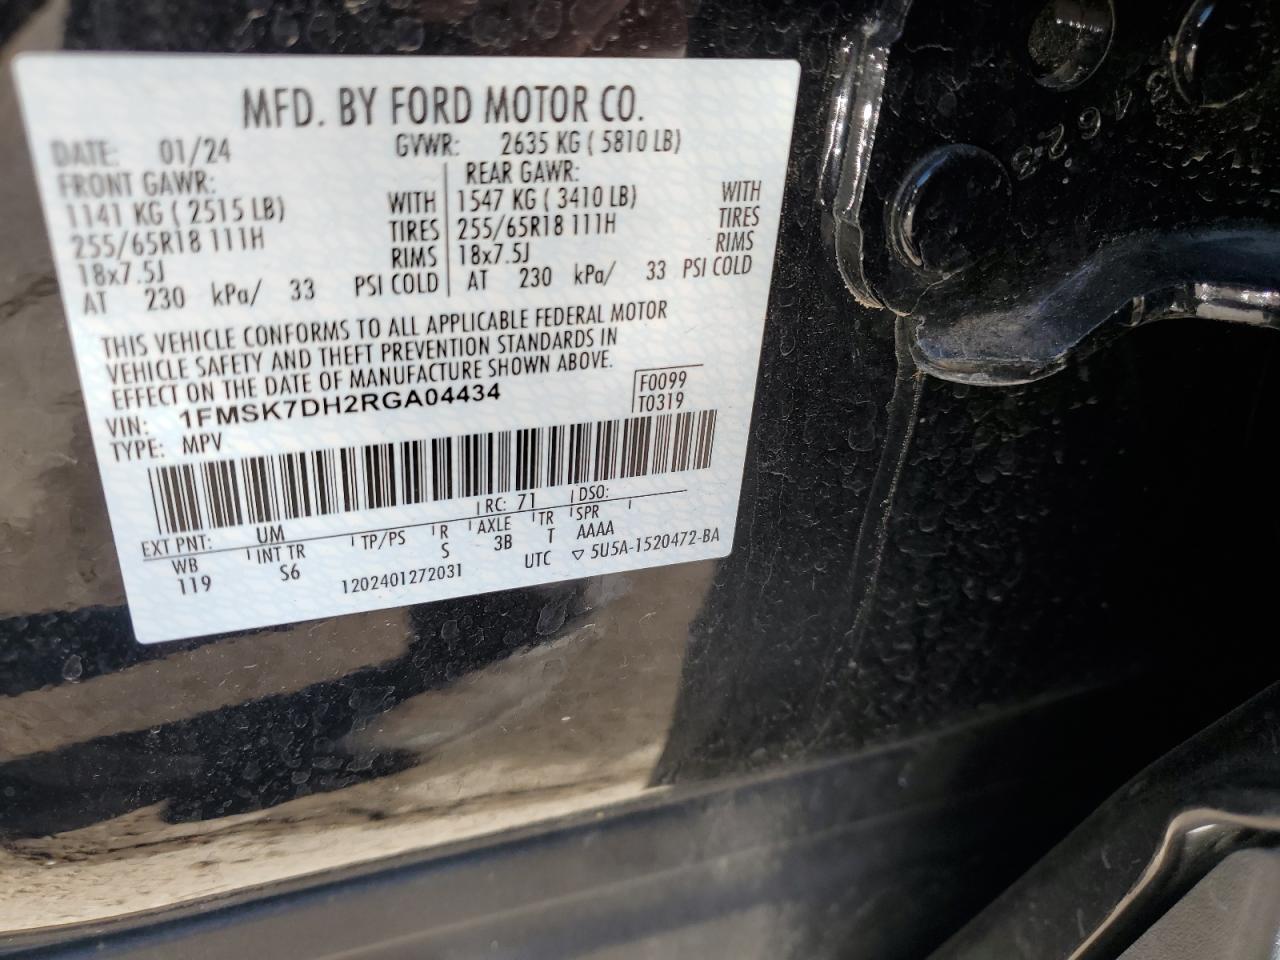 MFD. BY FORD MOTOR CO.
DATE: 01/24 GVWR: 2635 KG ( 5810 LB)
FRONT GAWR: REAR GAWR:
1141 KG ( 2515 LB) WITH 1547 KG ( 3410 LB) WITH
255/65R18 111H TIRES 255/65R18 111H TIRES
18x7.5J RIMS 18x7.5J RIMS
AT 230 kPa/ 33 PSI COLD AT 230 kPa/ 33 PSI COLD
THIS VEHICLE CONFORMS TO ALL APPLICABLE FEDERAL MOTOR
VEHICLE SAFETY AND THEFT PREVENTION STANDARDS IN
EFFECT ON THE DATE OF MANUFACTURE SHOWN ABOVE.
VIN: 1FMSK7DH2RGA04434 F0099
TYPE: MPV T0319
EXT PNT: UM RC: 71 DSO:
WB INT TR TP/PS R AXLE TR SPR
119 S6 S 3B T AAAA
1202401272031 UTC ▽ 5U5A-1520472-BA